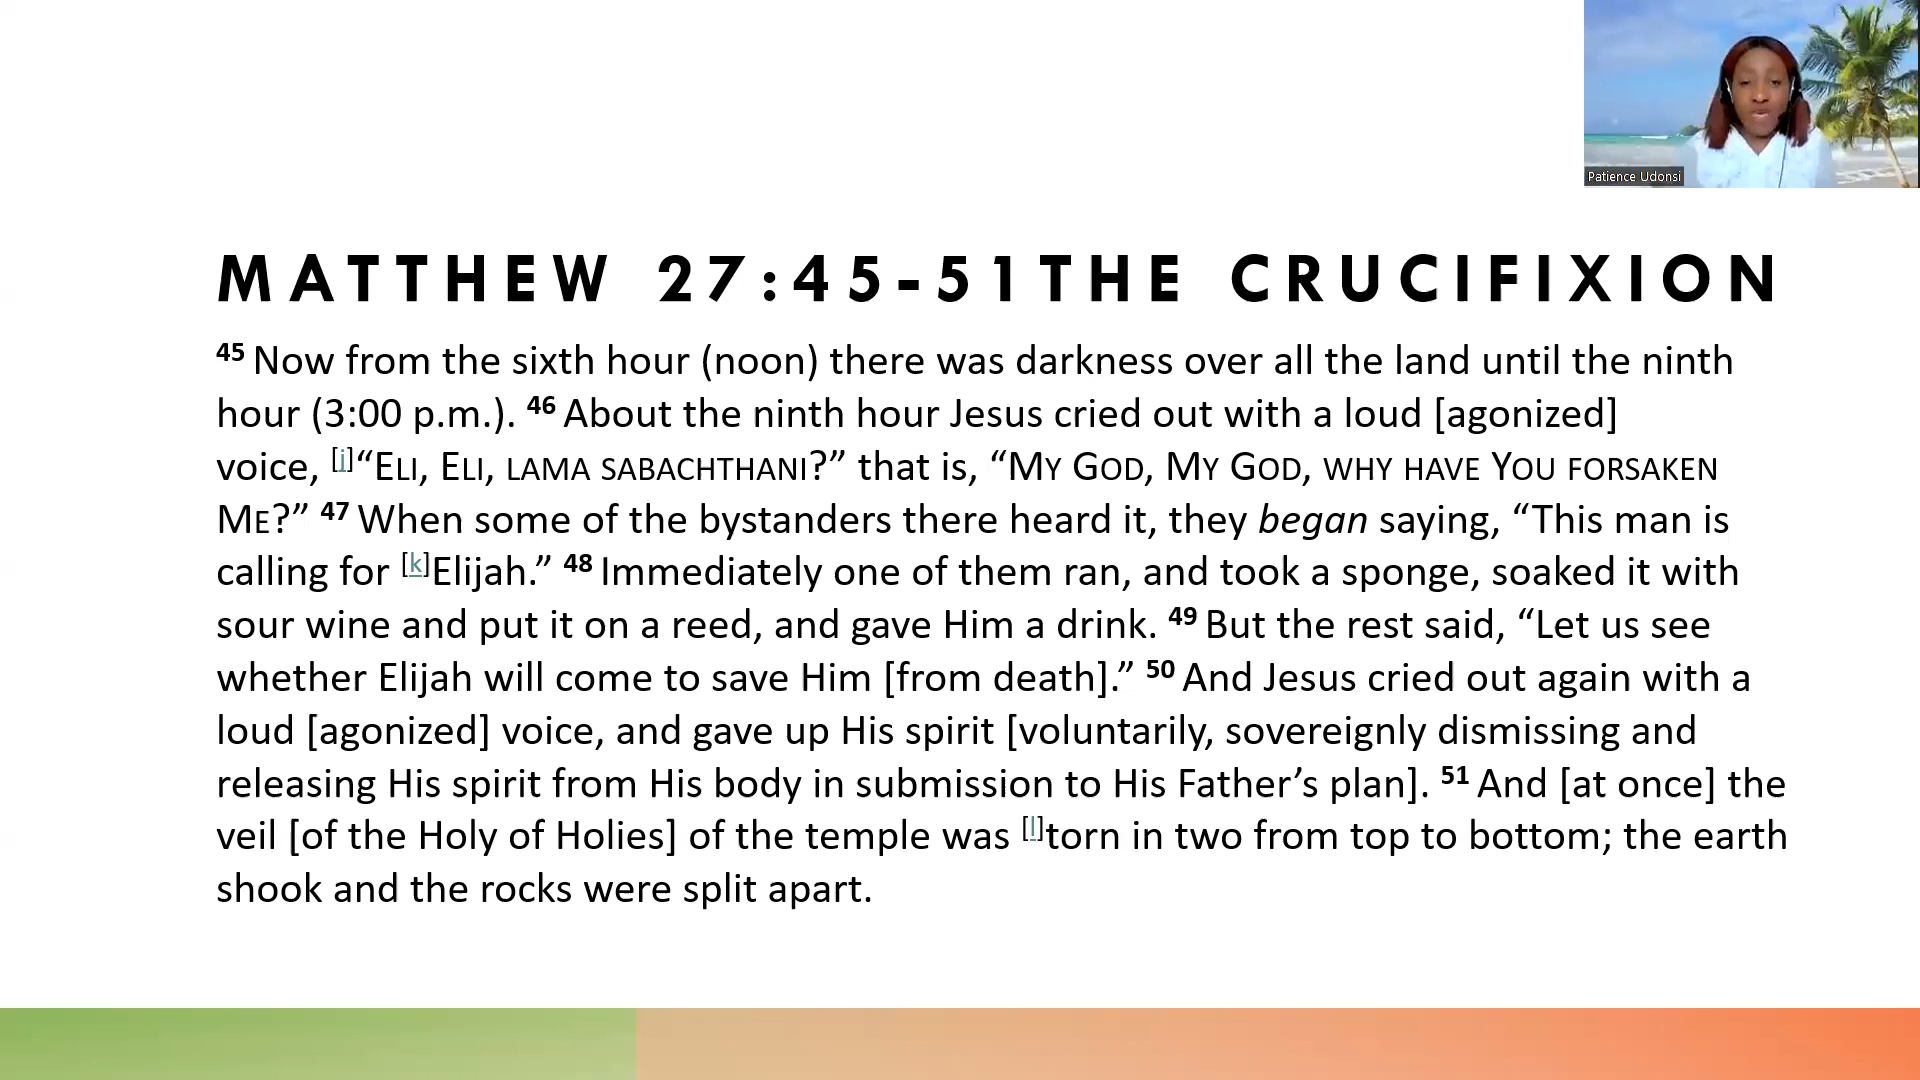 Patience Udonsi
MATTHEW 27:45-51THE CRUCIFIXION
45 Now from the sixth hour (noon) there was darkness over all the land until the ninth
hour (3:00 p.m.). 46 About the ninth hour Jesus cried out with a loud [agonized]
voice, [j]“ELI, ELI, LAMA SABACHTHANI?” that is, “MY GOD, MY GOD, WHY HAVE YOU FORSAKEN
ME?” 47 When some of the bystanders there heard it, they began saying, “This man is
calling for [k]Elijah.” 48 Immediately one of them ran, and took a sponge, soaked it with
sour wine and put it on a reed, and gave Him a drink. 49 But the rest said, “Let us see
whether Elijah will come to save Him [from death].” 50 And Jesus cried out again with a
loud [agonized] voice, and gave up His spirit [voluntarily, sovereignly dismissing and
releasing His spirit from His body in submission to His Father’s plan]. 51 And [at once] the
veil [of the Holy of Holies] of the temple was [l]torn in two from top to bottom; the earth
shook and the rocks were split apart.